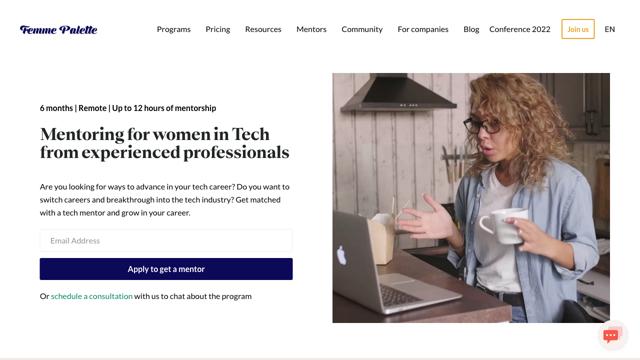 Femme Palette
Programs Pricing Resources Mentors Community For companies Blog Conference 2022 Join us EN
6 months | Remote | Up to 12 hours of mentorship
Mentoring for women in Tech
from experienced professionals
Are you looking for ways to advance in your tech career? Do you want to
switch careers and breakthrough into the tech industry? Get matched
with a tech mentor and grow in your career.
Email Address
Apply to get a mentor
Or schedule a consultation with us to chat about the program